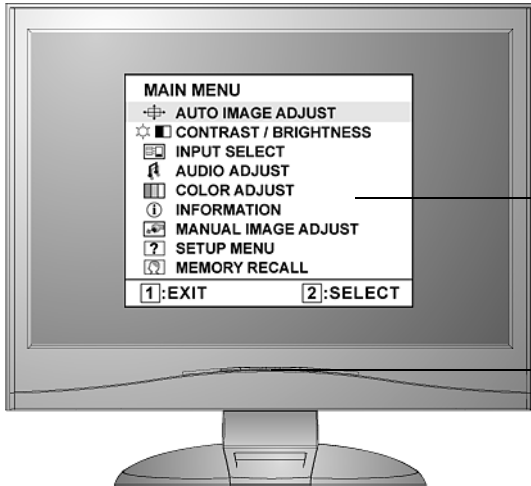 MAIN MENU
AUTO IMAGE ADJUST
CONTRAST / BRIGHTNESS
INPUT SELECT
AUDIO ADJUST
COLOR ADJUST
INFORMATION
MANUAL IMAGE ADJUST
? SETUP MENU
MEMORY RECALL
1:EXIT 2:SELECT